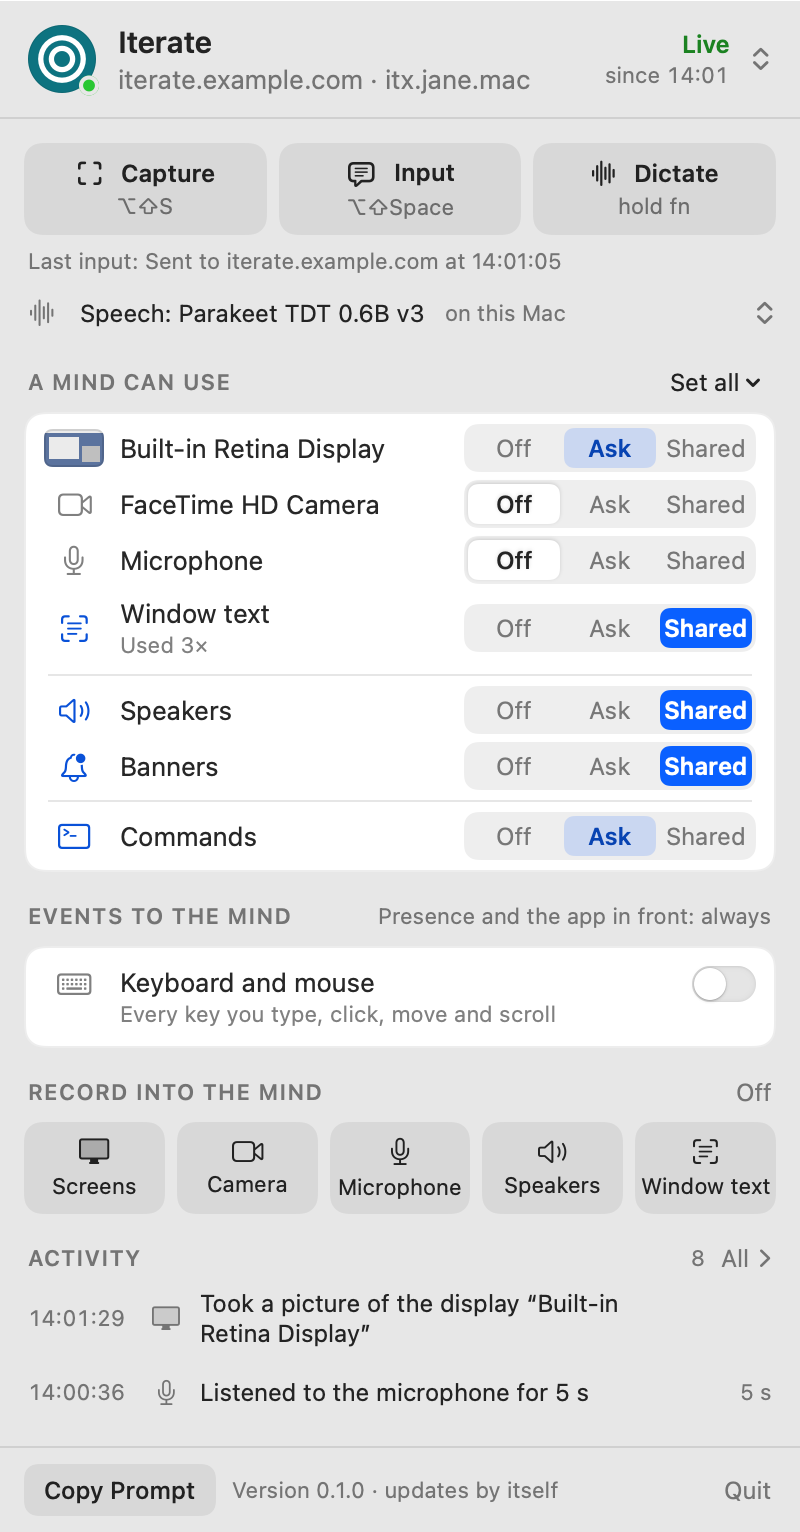 Iterate
iterate.example.com · itx.jane.mac
Live
since 14:01
Capture
⌥⇧S
Input
⌥⇧Space
Dictate
hold fn
Last input: Sent to iterate.example.com at 14:01:05
Speech: Parakeet TDT 0.6B v3 on this Mac
A MIND CAN USE
Set all
Built-in Retina Display
Off Ask Shared
FaceTime HD Camera
Off Ask Shared
Microphone
Off Ask Shared
Window text
Used 3×
Off Ask Shared
Speakers
Off Ask Shared
Banners
Off Ask Shared
Commands
Off Ask Shared
EVENTS TO THE MIND
Presence and the app in front: always
Keyboard and mouse
Every key you type, click, move and scroll
RECORD INTO THE MIND
Off
Screens
Camera
Microphone
Speakers
Window text
ACTIVITY
8 All
14:01:29
Took a picture of the display “Built-in
Retina Display”
14:00:36
Listened to the microphone for 5 s
5 s
Copy Prompt
Version 0.1.0 · updates by itself
Quit